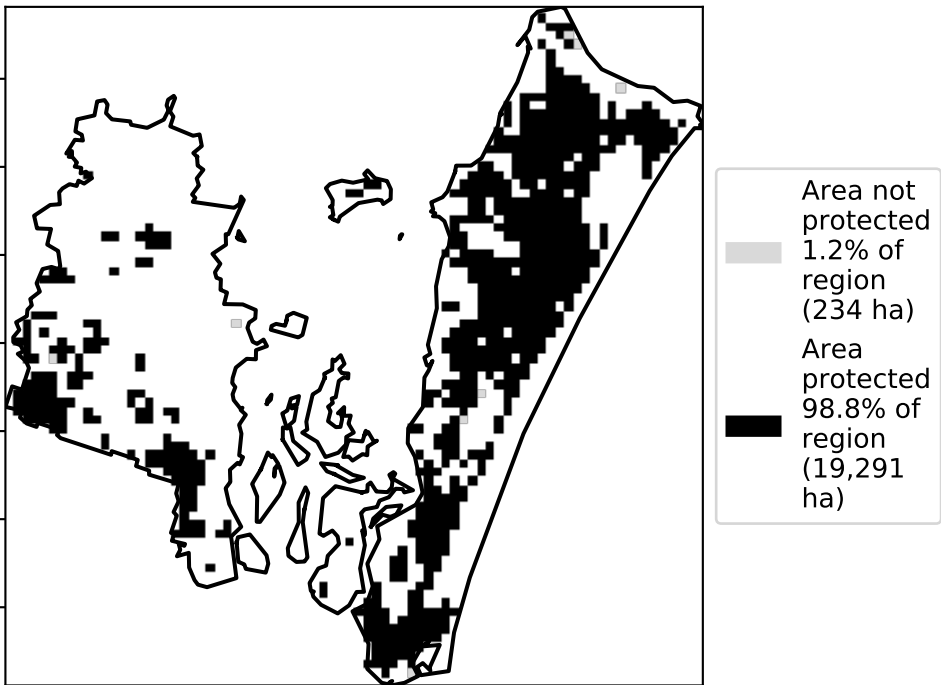 Area not
protected
1.2% of
region
(234 ha)
Area
protected
98.8% of
region
(19,291
ha)